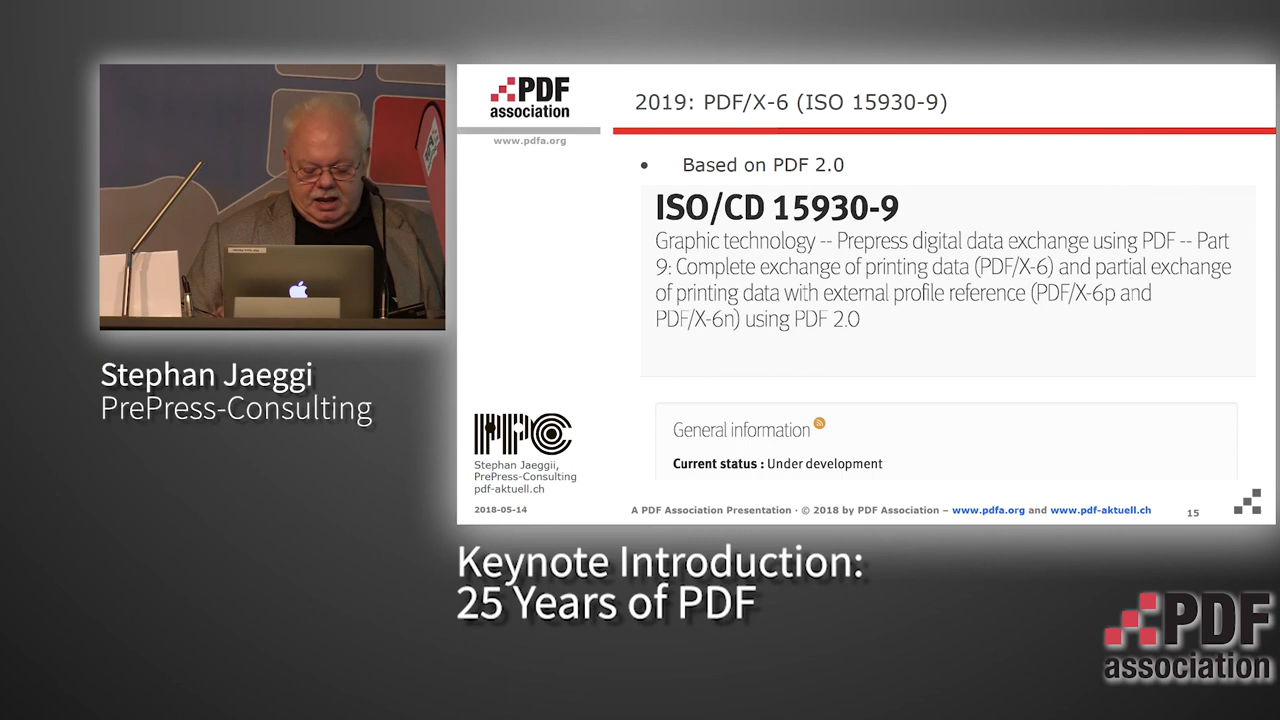 PDF
association
www.pdfa.org
2019: PDF/X-6 (ISO 15930-9)
• Based on PDF 2.0
ISO/CD 15930-9
Graphic technology -- Prepress digital data exchange using PDF -- Part
9: Complete exchange of printing data (PDF/X-6) and partial exchange
of printing data with external profile reference (PDF/X-6p and
PDF/X-6n) using PDF 2.0
General information
Current status : Under development
PPC
Stephan Jaeggii,
PrePress-Consulting
pdf-aktuell.ch
2018-05-14
A PDF Association Presentation · © 2018 by PDF Association – www.pdfa.org and www.pdf-aktuell.ch
15
Stephan Jaeggi
PrePress-Consulting
Keynote Introduction:
25 Years of PDF
PDF
association